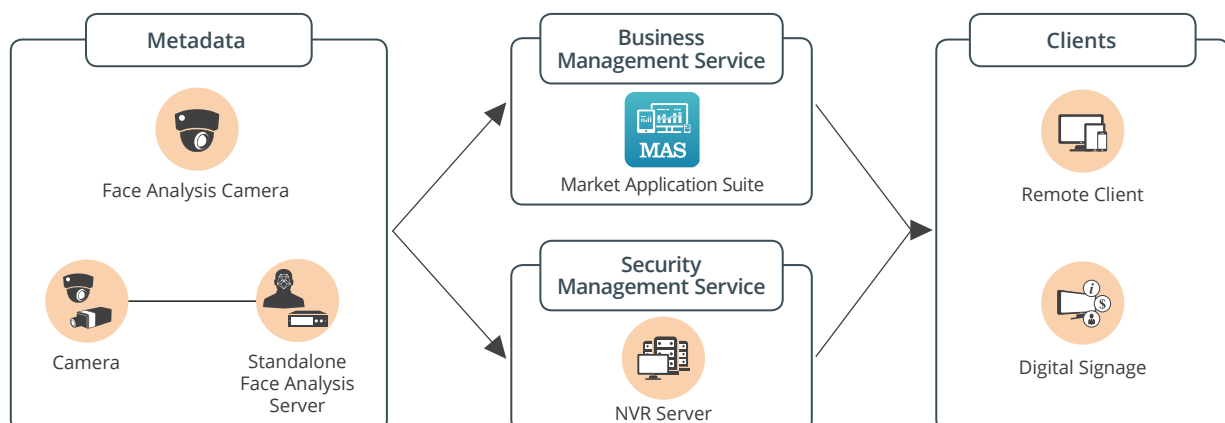 Metadata
Face Analysis Camera
Camera
Standalone
Face Analysis
Server
Business
Management Service
MAS
Market Application Suite
Security
Management Service
NVR Server
Clients
Remote Client
i
$
Digital Signage